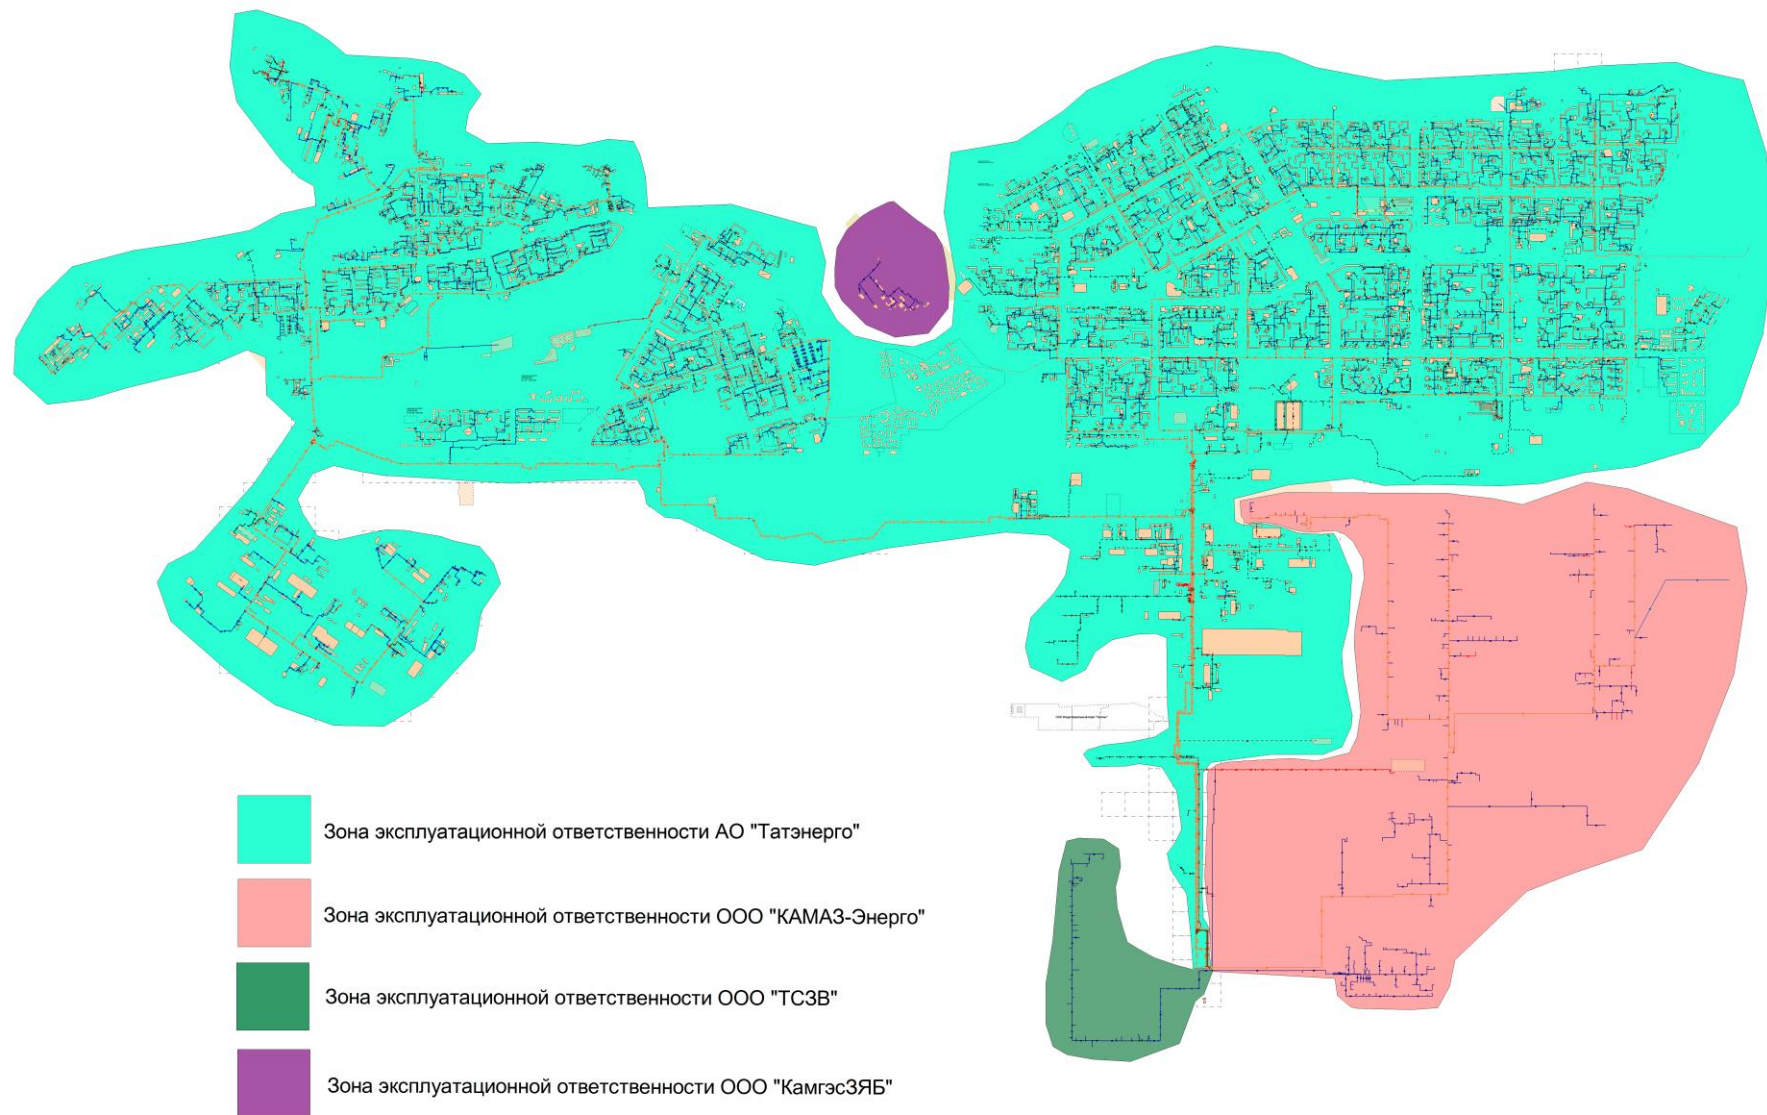 Зона эксплуатационной ответственности АО "Татэнерго"
Зона эксплуатационной ответственности ООО "КАМАЗ-Энерго"
Зона эксплуатационной ответственности ООО "ТСЗВ"
Зона эксплуатационной ответственности ООО "КамгэсЗЯБ"